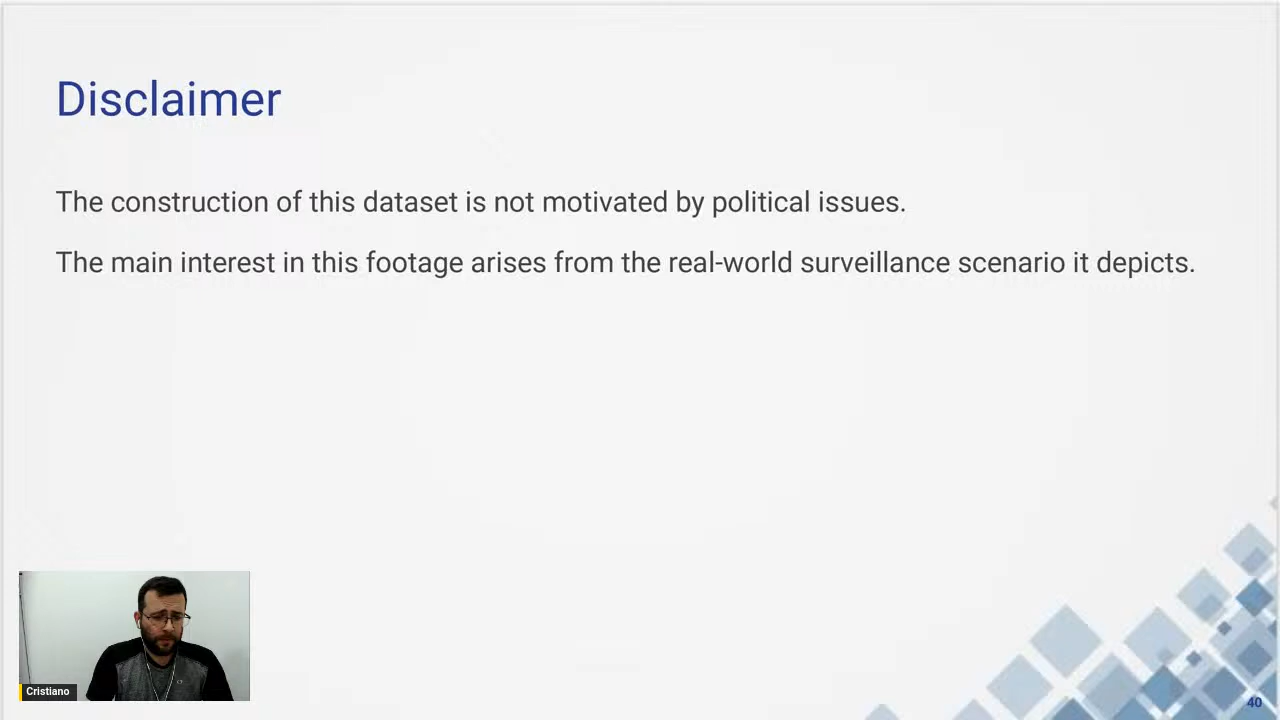 Disclaimer
The construction of this dataset is not motivated by political issues.
The main interest in this footage arises from the real-world surveillance scenario it depicts.
Cristiano
40